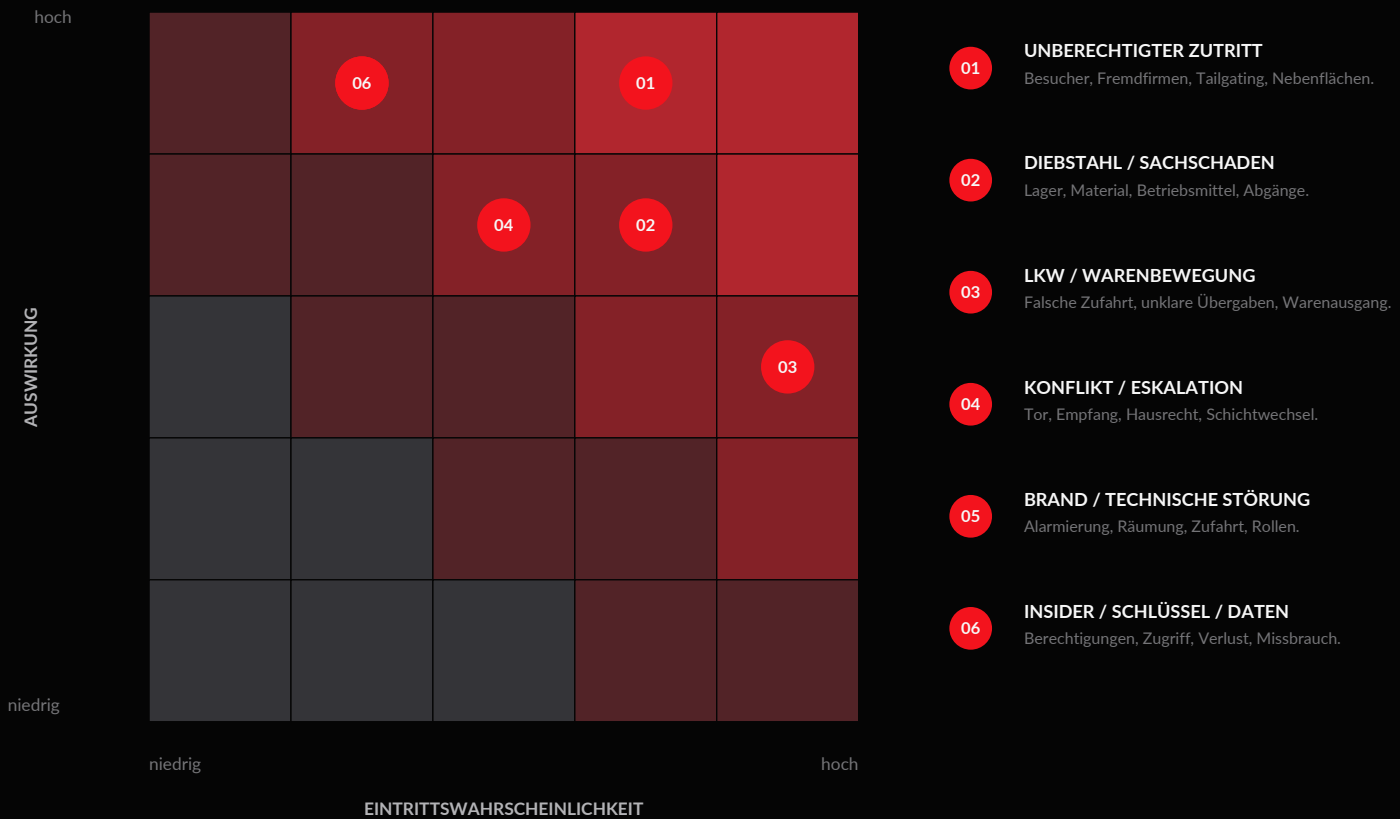 hoch
06
01
04
02
03
AUSWIRKUNG
niedrig
niedrig
hoch
EINTRITTSWAHRSCHEINLICHKEIT
01
UNBERECHTIGTER ZUTRITT
Besucher, Fremdfirmen, Tailgating, Nebenflächen.
02
DIEBSTAHL / SACHSCHADEN
Lager, Material, Betriebsmittel, Abgänge.
03
LKW / WARENBEWEGUNG
Falsche Zufahrt, unklare Übergaben, Warenausgang.
04
KONFLIKT / ESKALATION
Tor, Empfang, Hausrecht, Schichtwechsel.
05
BRAND / TECHNISCHE STÖRUNG
Alarmierung, Räumung, Zufahrt, Rollen.
06
INSIDER / SCHLÜSSEL / DATEN
Berechtigungen, Zugriff, Verlust, Missbrauch.